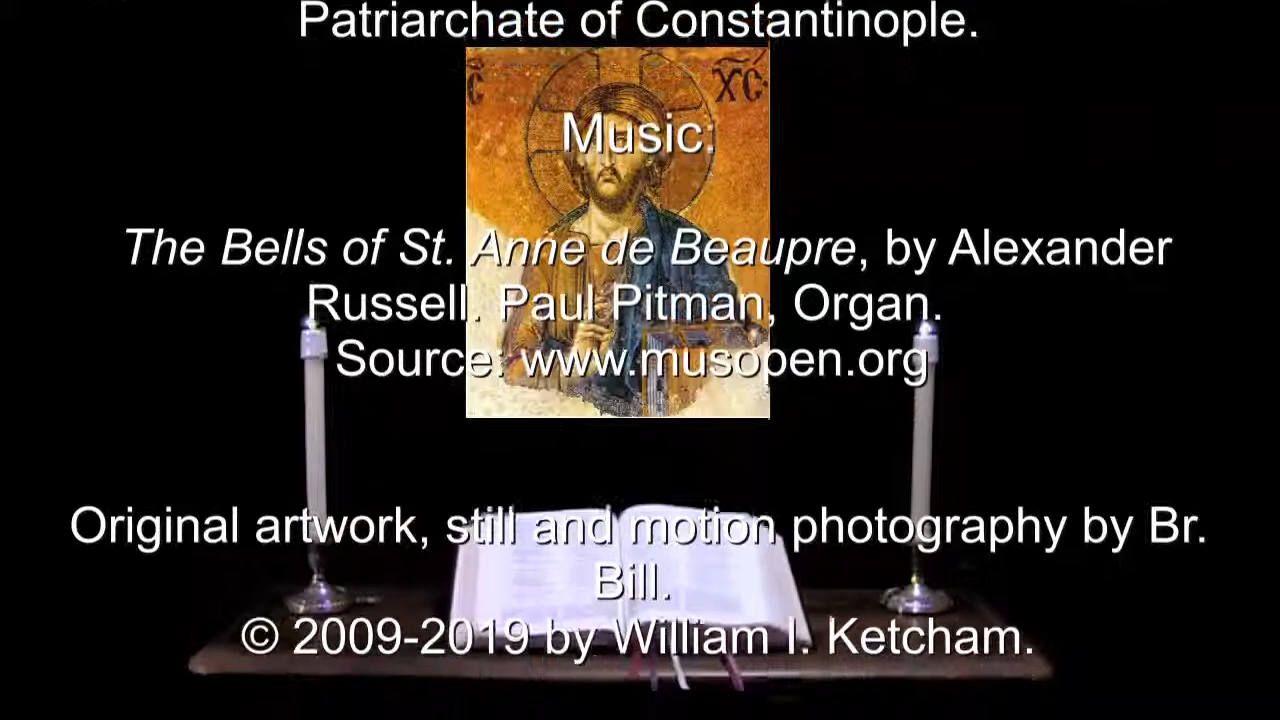 Patriarchate of Constantinople.
XC
Music:
The Bells of St. Anne de Beaupre, by Alexander
Russell. Paul Pitman, Organ.
Source: www.musopen.org
Original artwork, still and motion photography by Br.
Bill.
© 2009-2019 by William I. Ketcham.